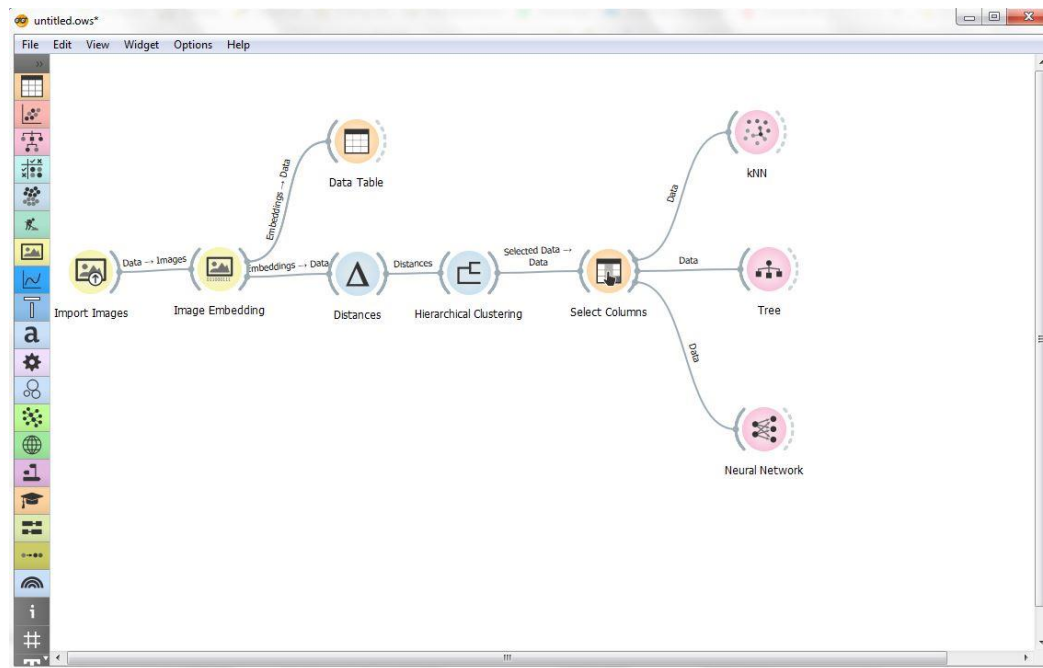 untitled.ows*
File Edit View Widget Options Help
Data Table
kNN
Embeddings → Data
Data
Data → Images
Embeddings → Data
Distances
Selected Data →
Data
Data
Import Images
Image Embedding
Distances
Hierarchical Clustering
Select Columns
Tree
Data
Neural Network
a
i
T